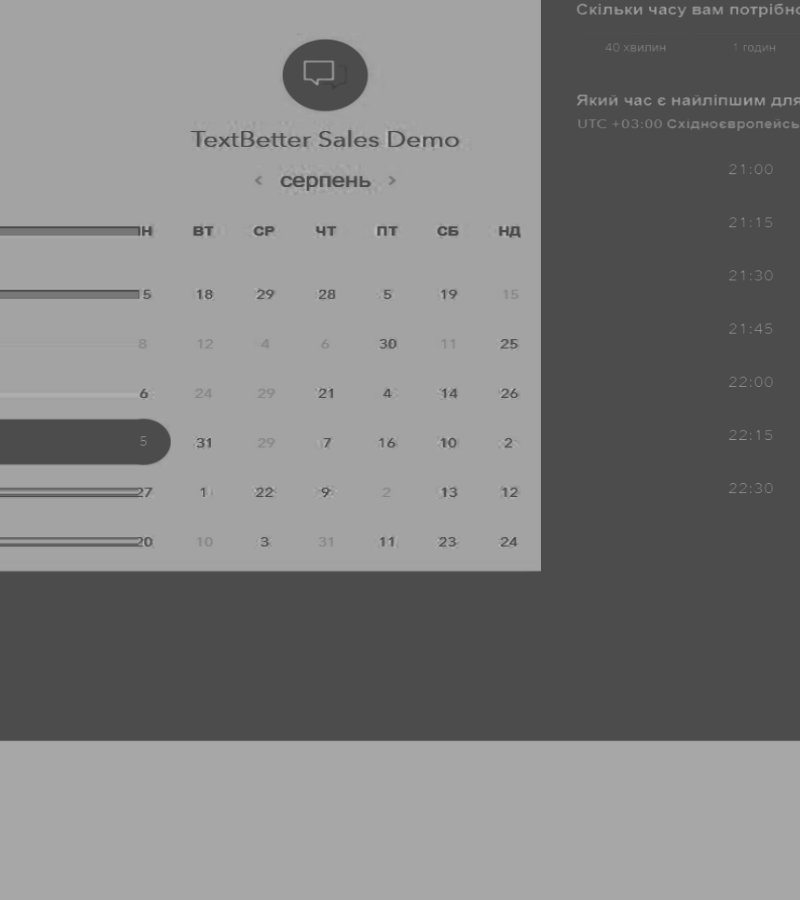 TextBetter Sales Demo
‹ серпень ›
Н ВТ СР ЧТ ПТ СБ НД
5 18 29 28 5 19 15
8 12 4 6 30 11 25
6 24 29 21 4 14 26
5 31 29 7 16 10 2
27 1 22 9 2 13 12
20 10 3 31 11 23 24
Скільки часу вам потрібно
40 хвилин 1 годин
Який час є найліпшим для
UTC +03:00 Східноєвропейсь
21:00
21:15
21:30
21:45
22:00
22:15
22:30